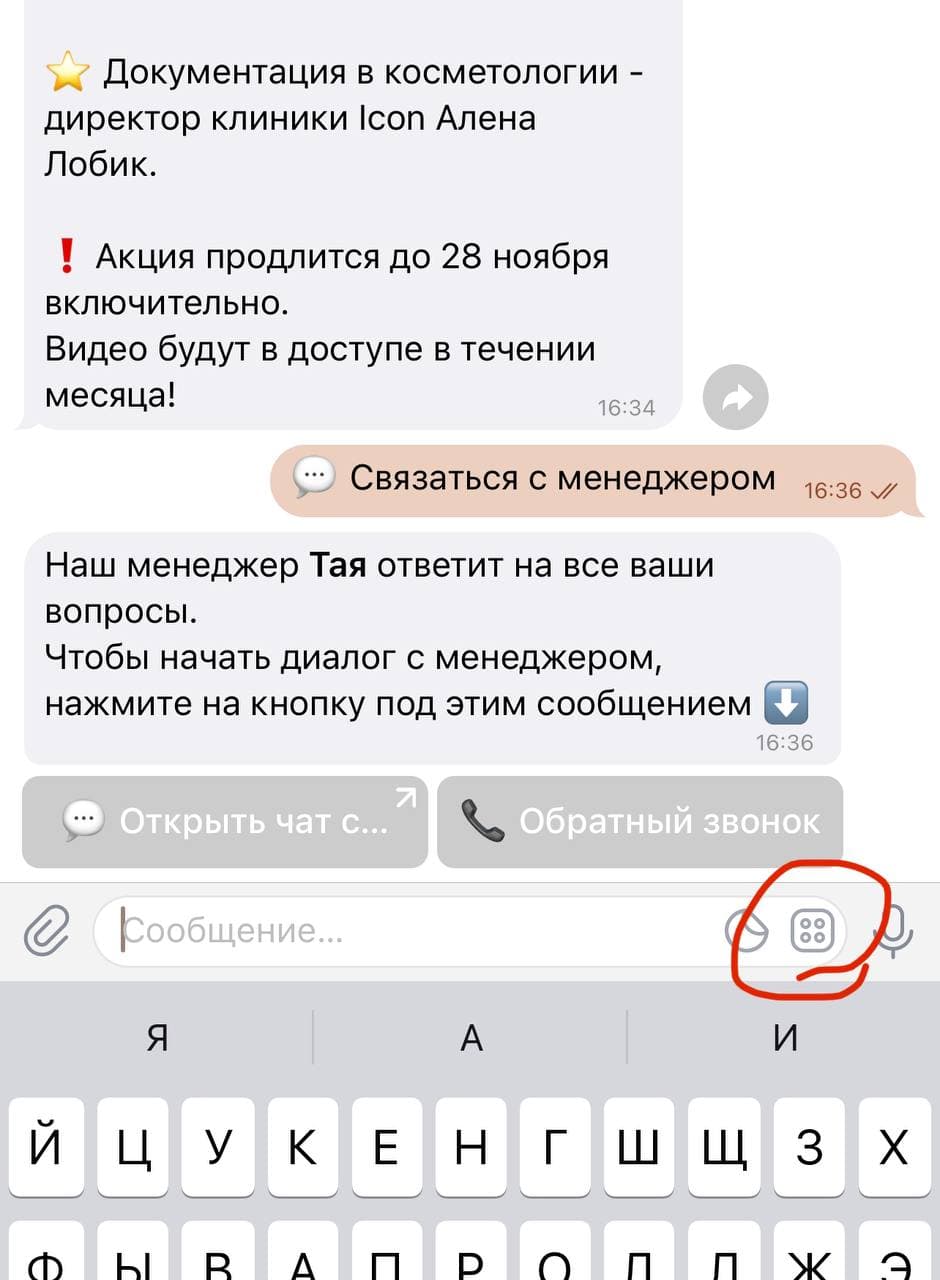 ⭐ Документация в косметологии -
директор клиники Icon Алена
Лобик.
❗ Акция продлится до 28 ноября
включительно.
Видео будут в доступе в течении
месяца!
16:34
💬 Связаться с менеджером 16:36
Наш менеджер Тая ответит на все ваши
вопросы.
Чтобы начать диалог с менеджером,
нажмите на кнопку под этим сообщением ⬇️
16:36
💬 Открыть чат с... 📞 Обратный звонок
Сообщение...
Я А И
Й Ц У К Е Н Г Ш Щ З Х
Ф Ы В А П Р О Л Д Ж Э